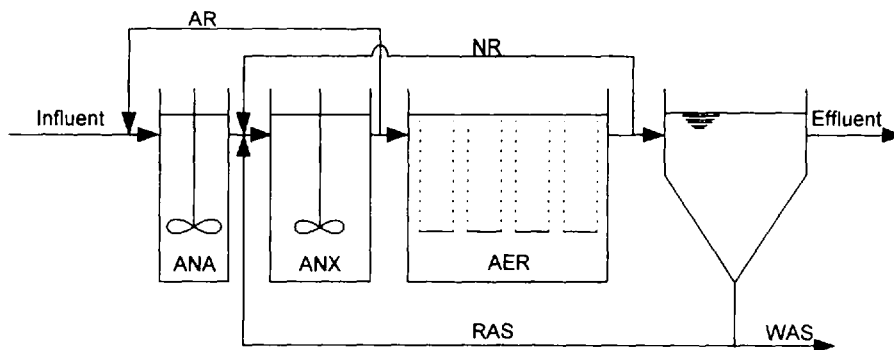 AR
NR
Influent
Effluent
ANA
ANX
AER
RAS
WAS